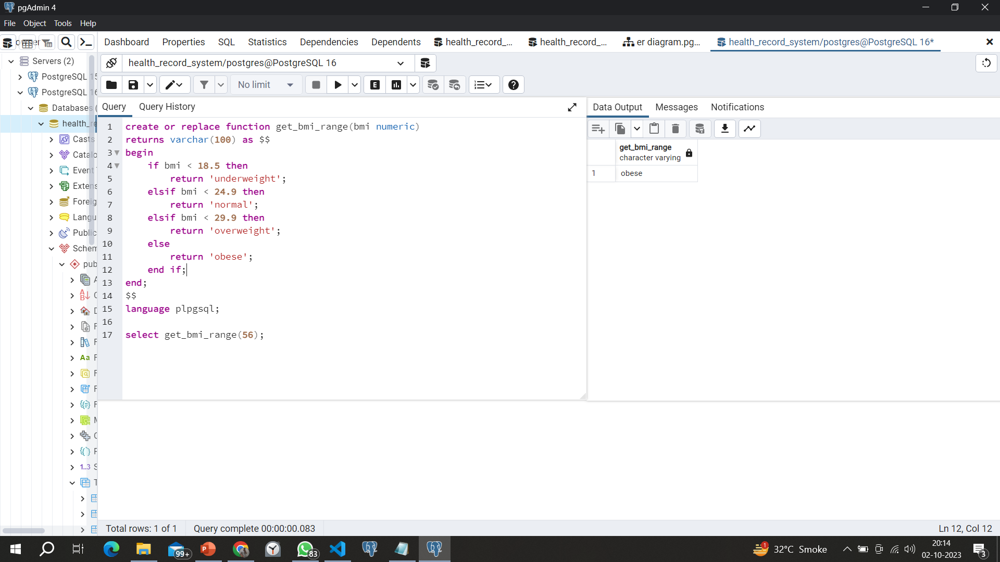 pgAdmin 4
File Object Tools Help
Dashboard Properties SQL Statistics Dependencies Dependents health_record_... health_record_... er diagram.pg... health_record_system/postgres@PostgreSQL 16*
health_record_system/postgres@PostgreSQL 16
No limit
E
Query Query History
Data Output Messages Notifications
Servers (2)
PostgreSQL 15
PostgreSQL 16
Databases (
health_re
Casts
Catalo
Event
Extens
Foreig
Langu
Public
Schem
pub
1..3
Aa
1 create or replace function get_bmi_range(bmi numeric)
2 returns varchar(100) as $$
3 begin
4 if bmi < 18.5 then
5 return 'underweight';
6 elsif bmi < 24.9 then
7 return 'normal';
8 elsif bmi < 29.9 then
9 return 'overweight';
10 else
11 return 'obese';
12 end if;
13 end;
14 $$
15 language plpgsql;
16
17 select get_bmi_range(56);
get_bmi_range
character varying
1 obese
Total rows: 1 of 1 Query complete 00:00:00.083 Ln 12, Col 12
99+ 83 1 32°C Smoke 20:14
02-10-2023 3